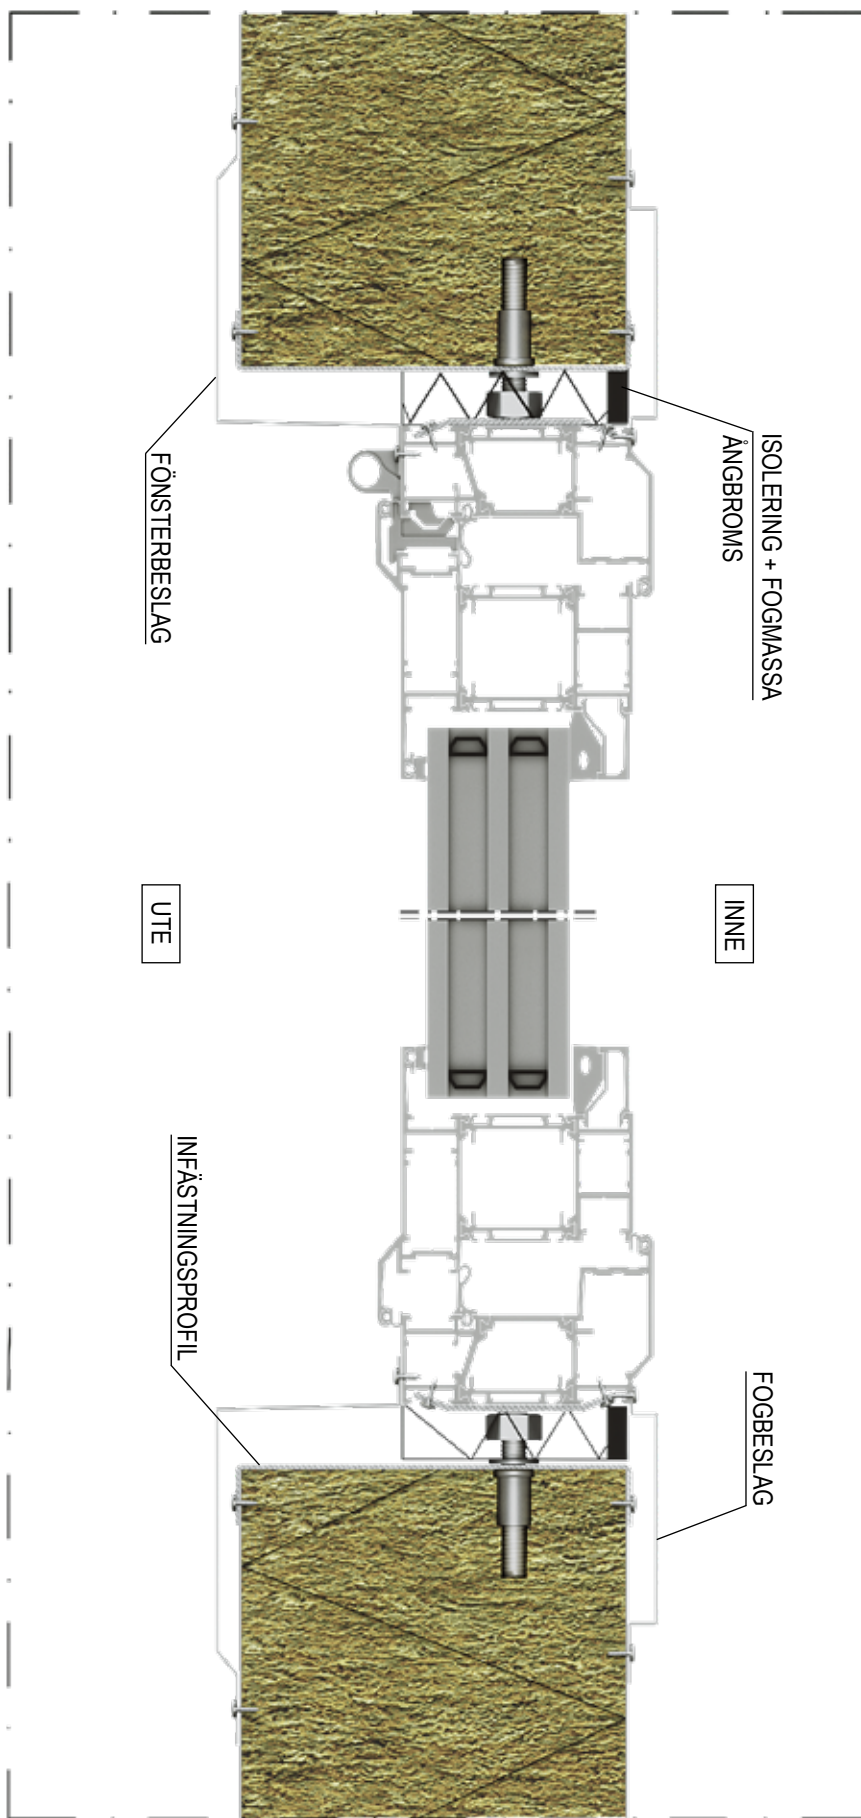 ISOLERING + FOGMASSA
ÅNGBROMS
FÖNSTERBESLAG
INNE
UTE
INFÄSTNINGSPROFIL
FOGBESLAG